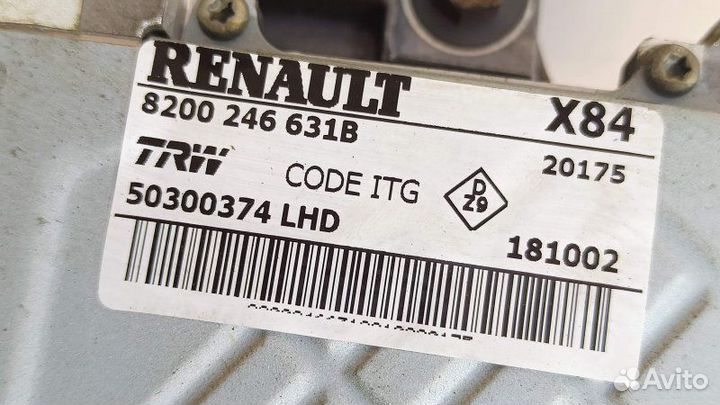 RENAULT
8200 246 631B
X84
TRW
CODE ITG
D
Z9
20175
50300374 LHD
181002
Avito